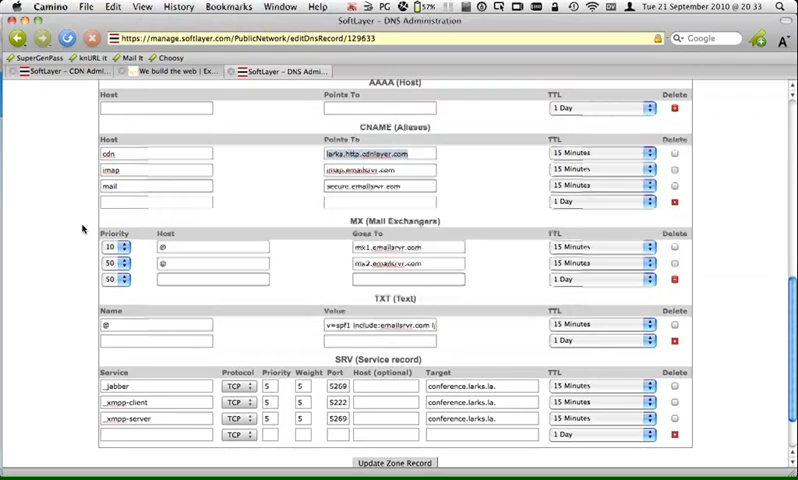 Camino File Edit View History Bookmarks Window Help 57% Tue 21 September 2010 20:33
SoftLayer - DNS Administration
https://manage.softlayer.com/PublicNetwork/editDnsRecord/129633 Google
SuperGenPass knURL it Mail It Choosy
SoftLayer - CDN Admi... We build the web | Ex... SoftLayer - DNS Admi...
AAAA (Host)
Host Points To TTL Delete
1 Day
CNAME (Aliases)
Host Points To TTL Delete
cdn larks.http.cdnlayer.com 15 Minutes
imap imap.emailsrvr.com 15 Minutes
mail secure.emailsrvr.com 15 Minutes
15 Minutes
MX (Mail Exchangers)
Priority Host Goes To TTL Delete
10 @ mx1.emailsrvr.com 15 Minutes
50 @ mx2.emailsrvr.com 15 Minutes
50 1 Day
TXT (Text)
Name Value TTL Delete
@ v=spf1 include:emailsrvr.com 15 Minutes
15 Minutes
SRV (Service record)
Service Protocol Priority Weight Port Host (optional) Target TTL Delete
_jabber TCP 5 5 5269 conference.larks.la. 15 Minutes
_xmpp-client TCP 5 5 5222 conference.larks.la. 15 Minutes
_xmpp-server TCP 5 5 5269 conference.larks.la. 15 Minutes
TCP 1 Day
Update Zone Record